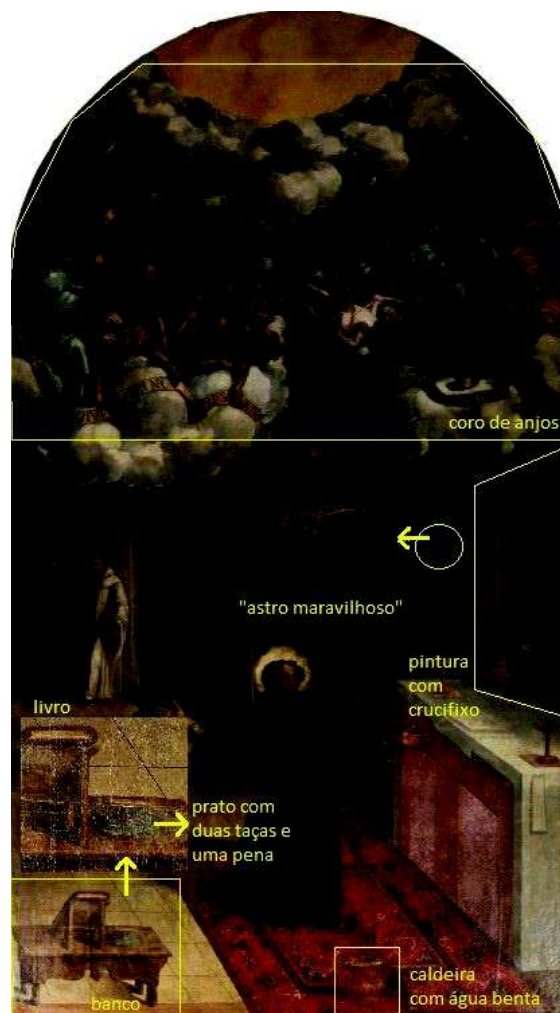 coro de anjos
"astro maravilhoso"
pintura
com
crucifixo
livro
prato com
duas taças e
uma pena
banco
caldeira
com água benta